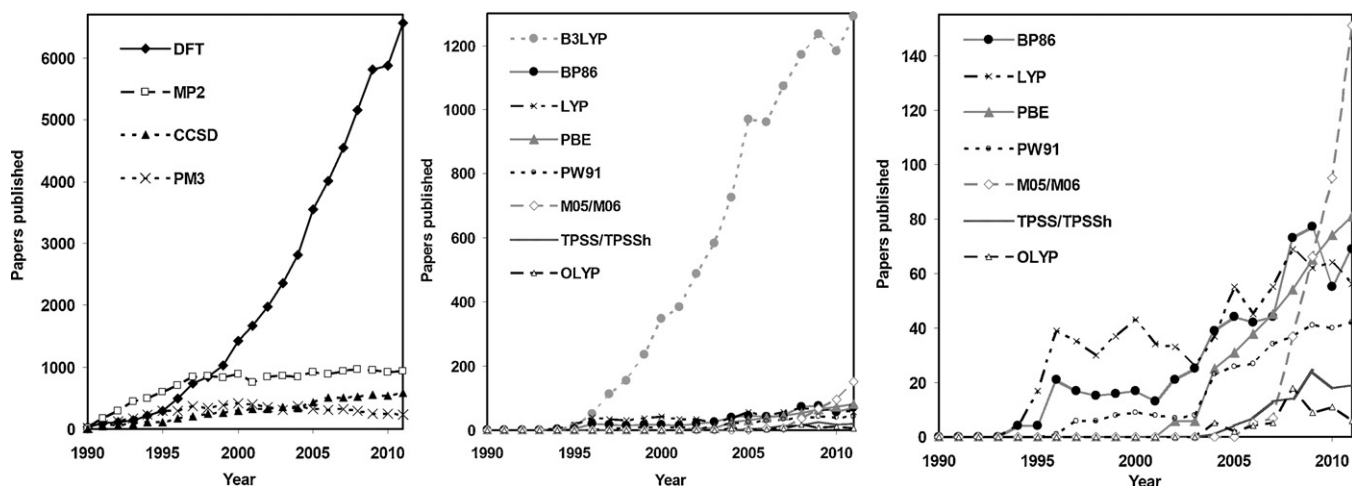 Papers published
6000
5000
4000
3000
2000
1000
0
DFT
MP2
CCSD
PM3
1990
1995
2000
2005
2010
Year
Papers published
1200
1000
800
600
400
200
0
B3LYP
BP86
LYP
PBE
PW91
M05/M06
TPSS/TPSSh
OLYP
1990
1995
2000
2005
2010
Year
Papers published
140
120
100
80
60
40
20
0
BP86
LYP
PBE
PW91
M05/M06
TPSS/TPSSh
OLYP
1990
1995
2000
2005
2010
Year